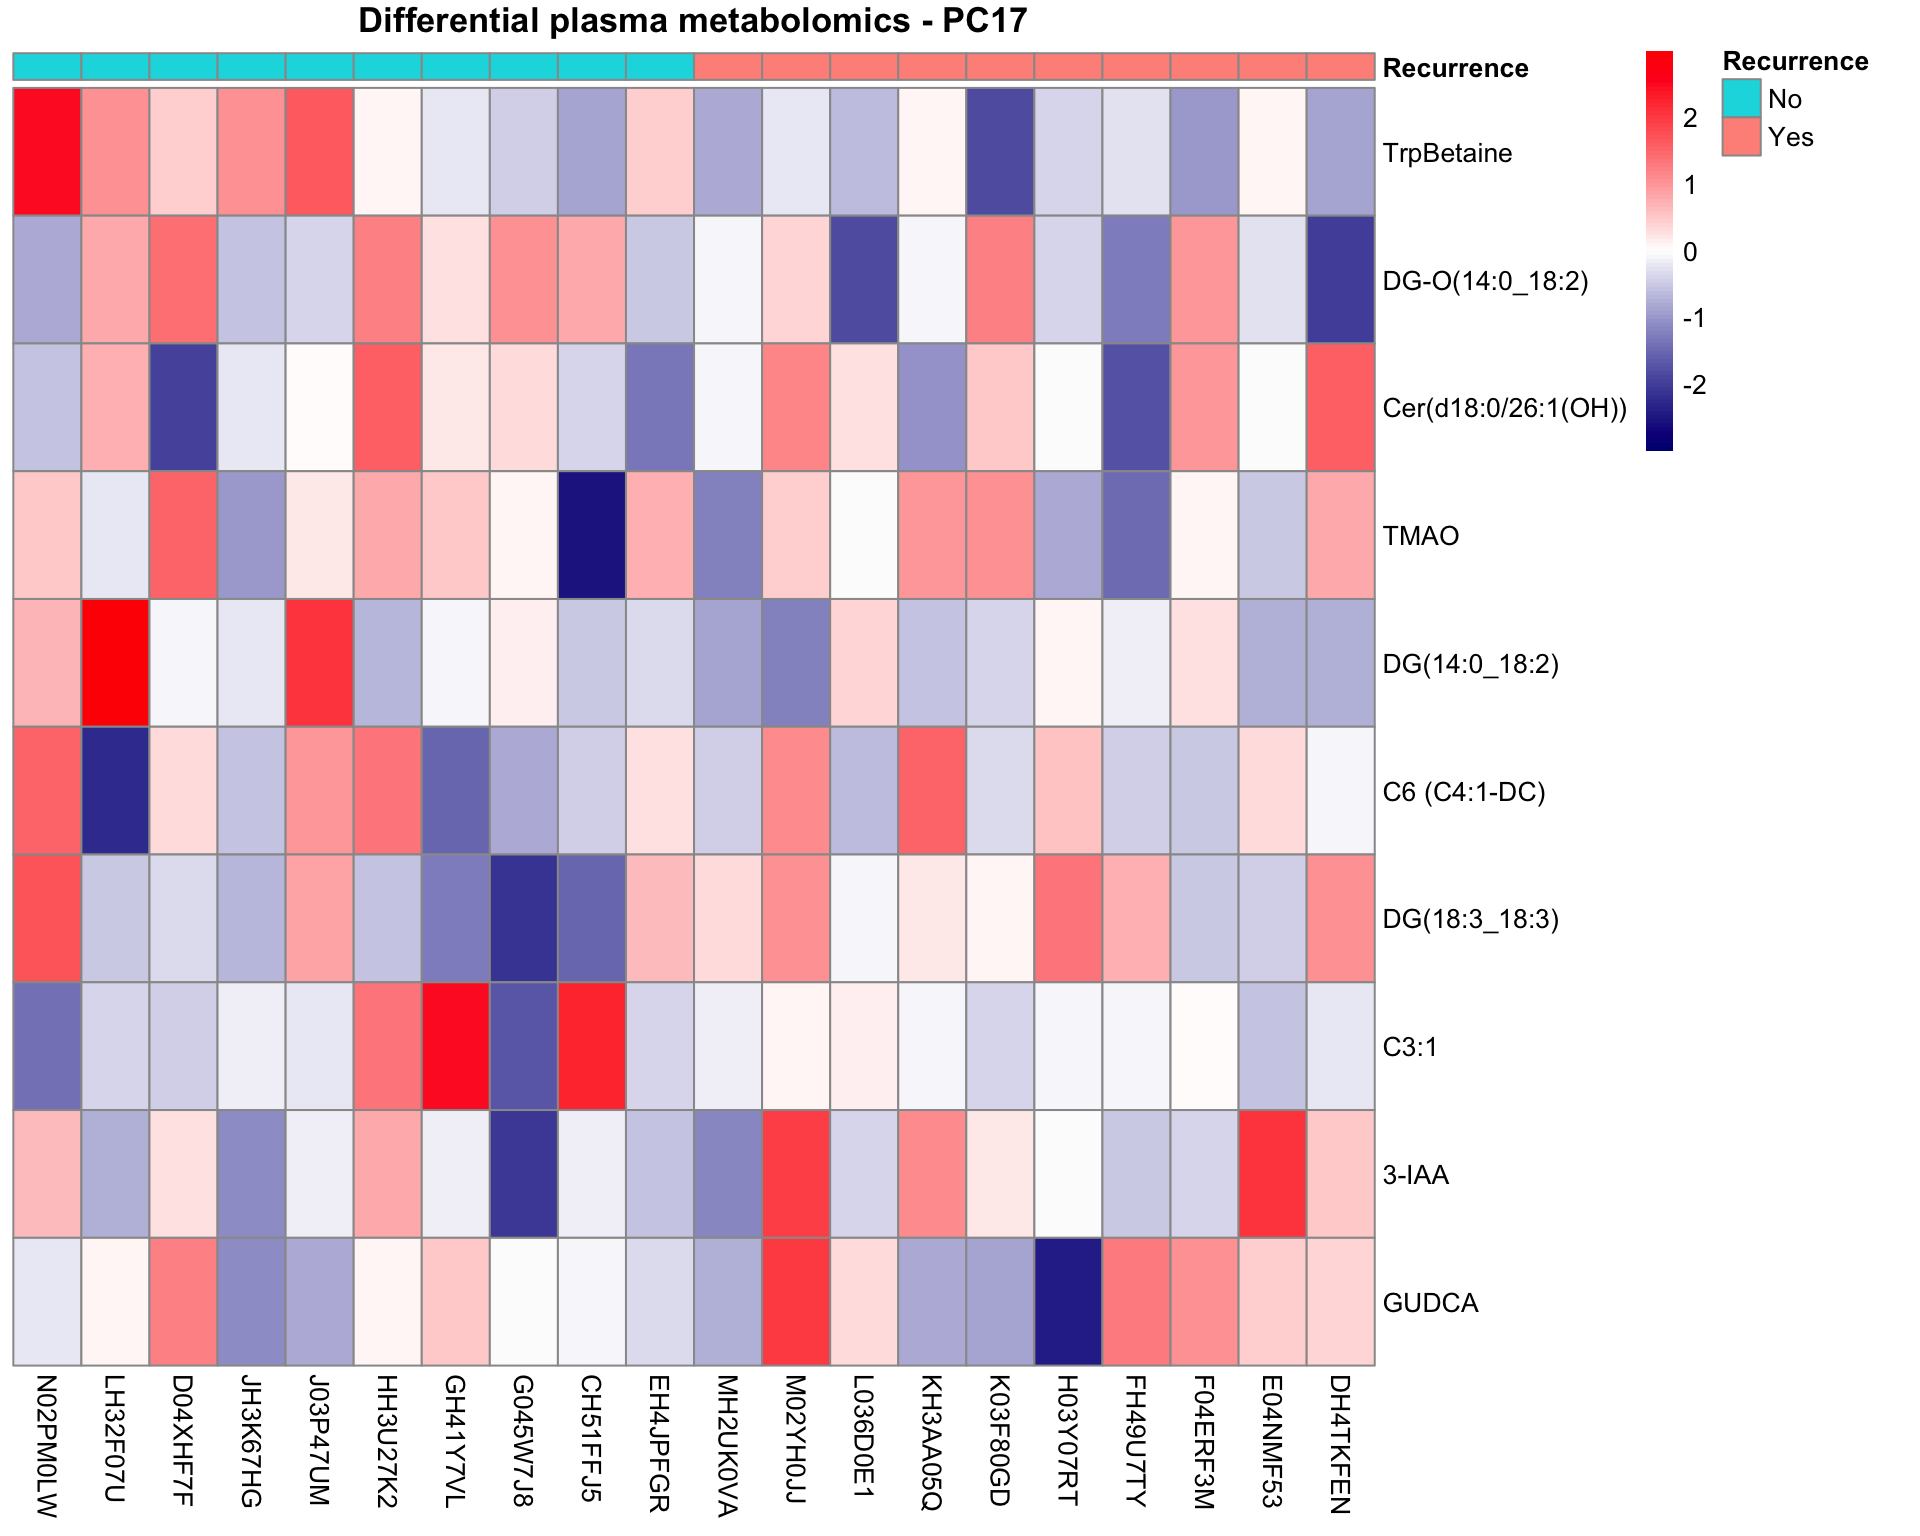 Differential plasma metabolomics - PC17
Recurrence
TrpBetaine
DG-O(14:0_18:2)
Cer(d18:0/26:1(OH))
TMAO
DG(14:0_18:2)
C6 (C4:1-DC)
DG(18:3_18:3)
C3:1
3-IAA
GUDCA
2
1
0
-1
-2
Recurrence
No
Yes
N02PM0LW
LH32F07U
D04XHF7F
JH3K67HG
J03P47UM
HH3U27K2
GH41Y7VL
G045W7J8
CH51FFJ5
EH4JPFGR
MH2UK0VA
M02YH0JJ
L036D0E1
KH3AA05Q
K03F80GD
H03Y07RT
FH49U7TY
F04ERF3M
E04NMF53
DH4TKFEN